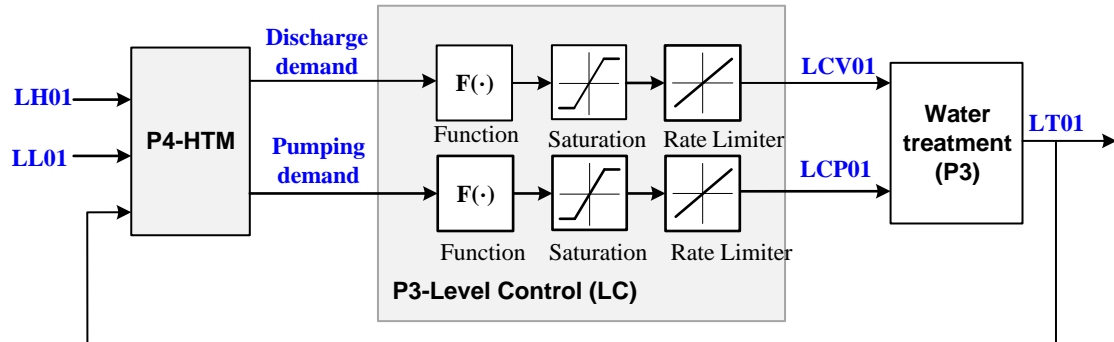 LH01
LL01
P4-HTM
Discharge
demand
Pumping
demand
F(·)
Function
Saturation
Rate Limiter
F(·)
Function
Saturation
Rate Limiter
P3-Level Control (LC)
LCV01
LCP01
Water
treatment
(P3)
LT01